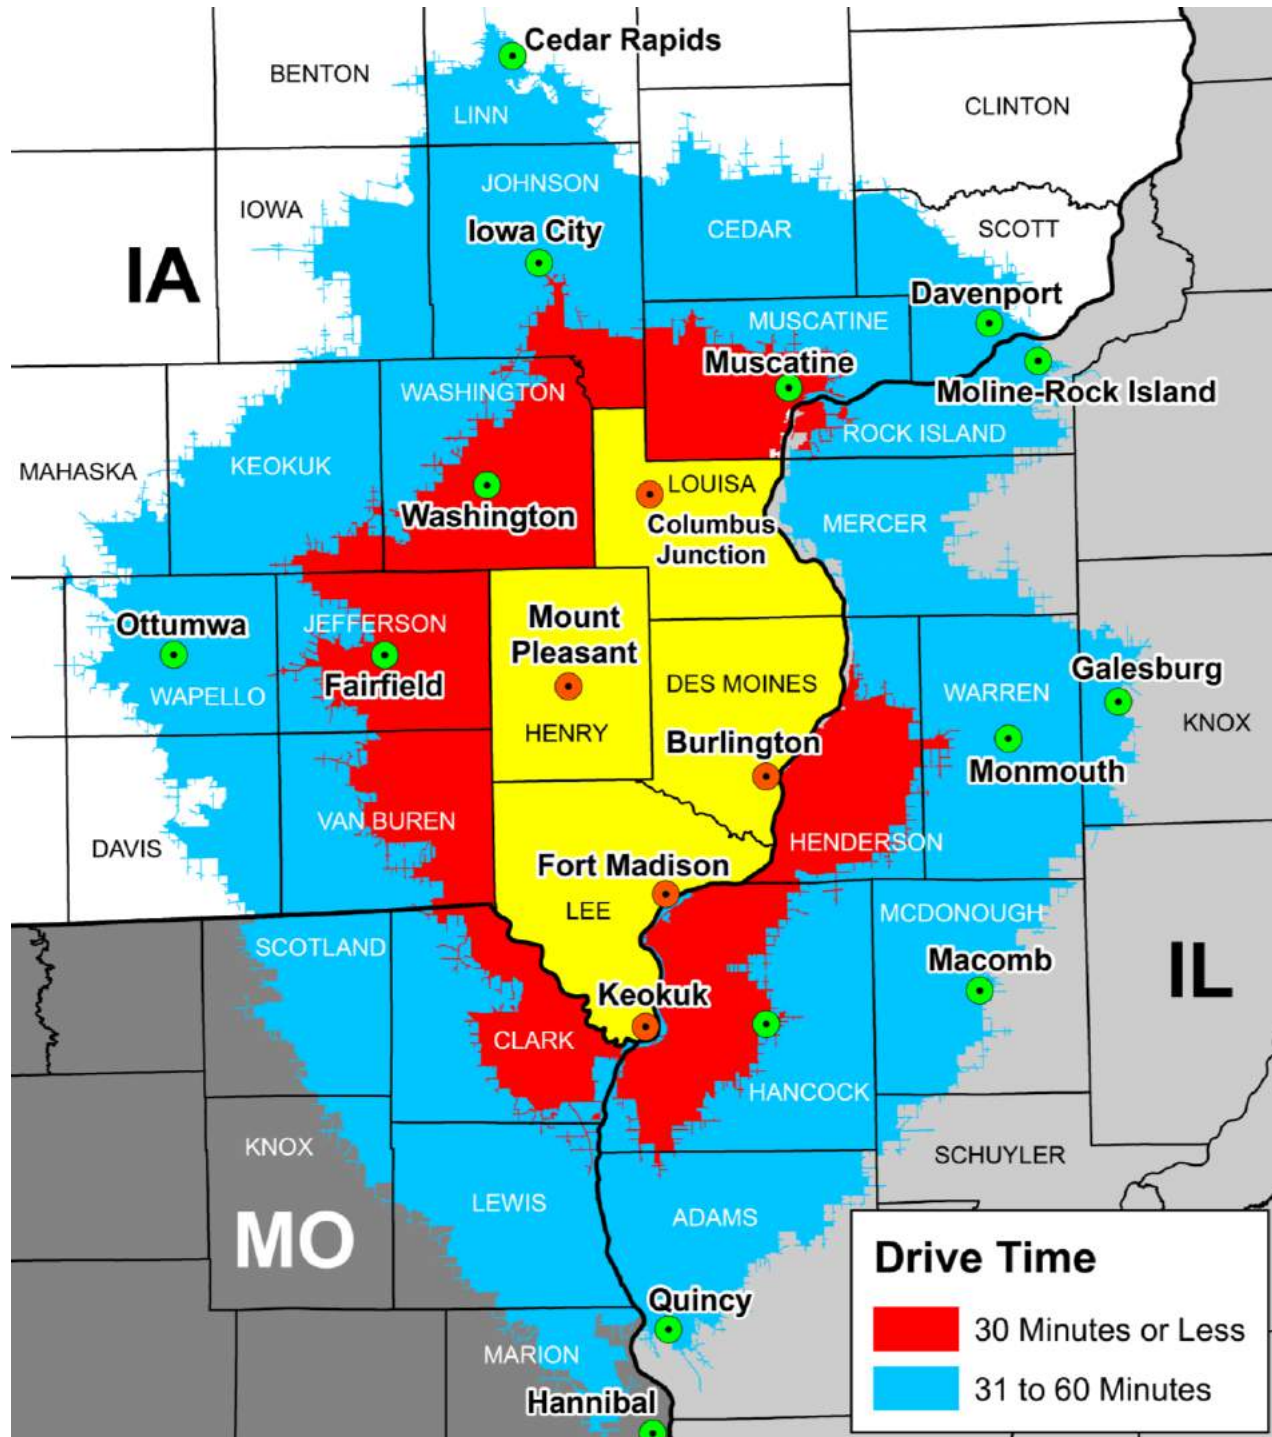 Cedar Rapids
BENTON
CLINTON
LINN
JOHNSON
IOWA
Iowa City
CEDAR
SCOTT
IA
Davenport
MUSCATINE
Muscatine
Moline-Rock Island
WASHINGTON
ROCK ISLAND
MAHASKA
KEOKUK
LOUISA
Washington
Columbus
Junction
MERCER
Ottumwa
JEFFERSON
Mount
Pleasant
Fairfield
WAPELLO
DES MOINES
WARREN
Galesburg
HENRY
Burlington
KNOX
Monmouth
VAN BUREN
DAVIS
HENDERSON
Fort Madison
LEE
MCDONOUGH
SCOTLAND
Macomb
IL
Keokuk
CLARK
HANCOCK
KNOX
SCHUYLER
LEWIS
ADAMS
MO
Drive Time
30 Minutes or Less
31 to 60 Minutes
Quincy
MARION
Hannibal